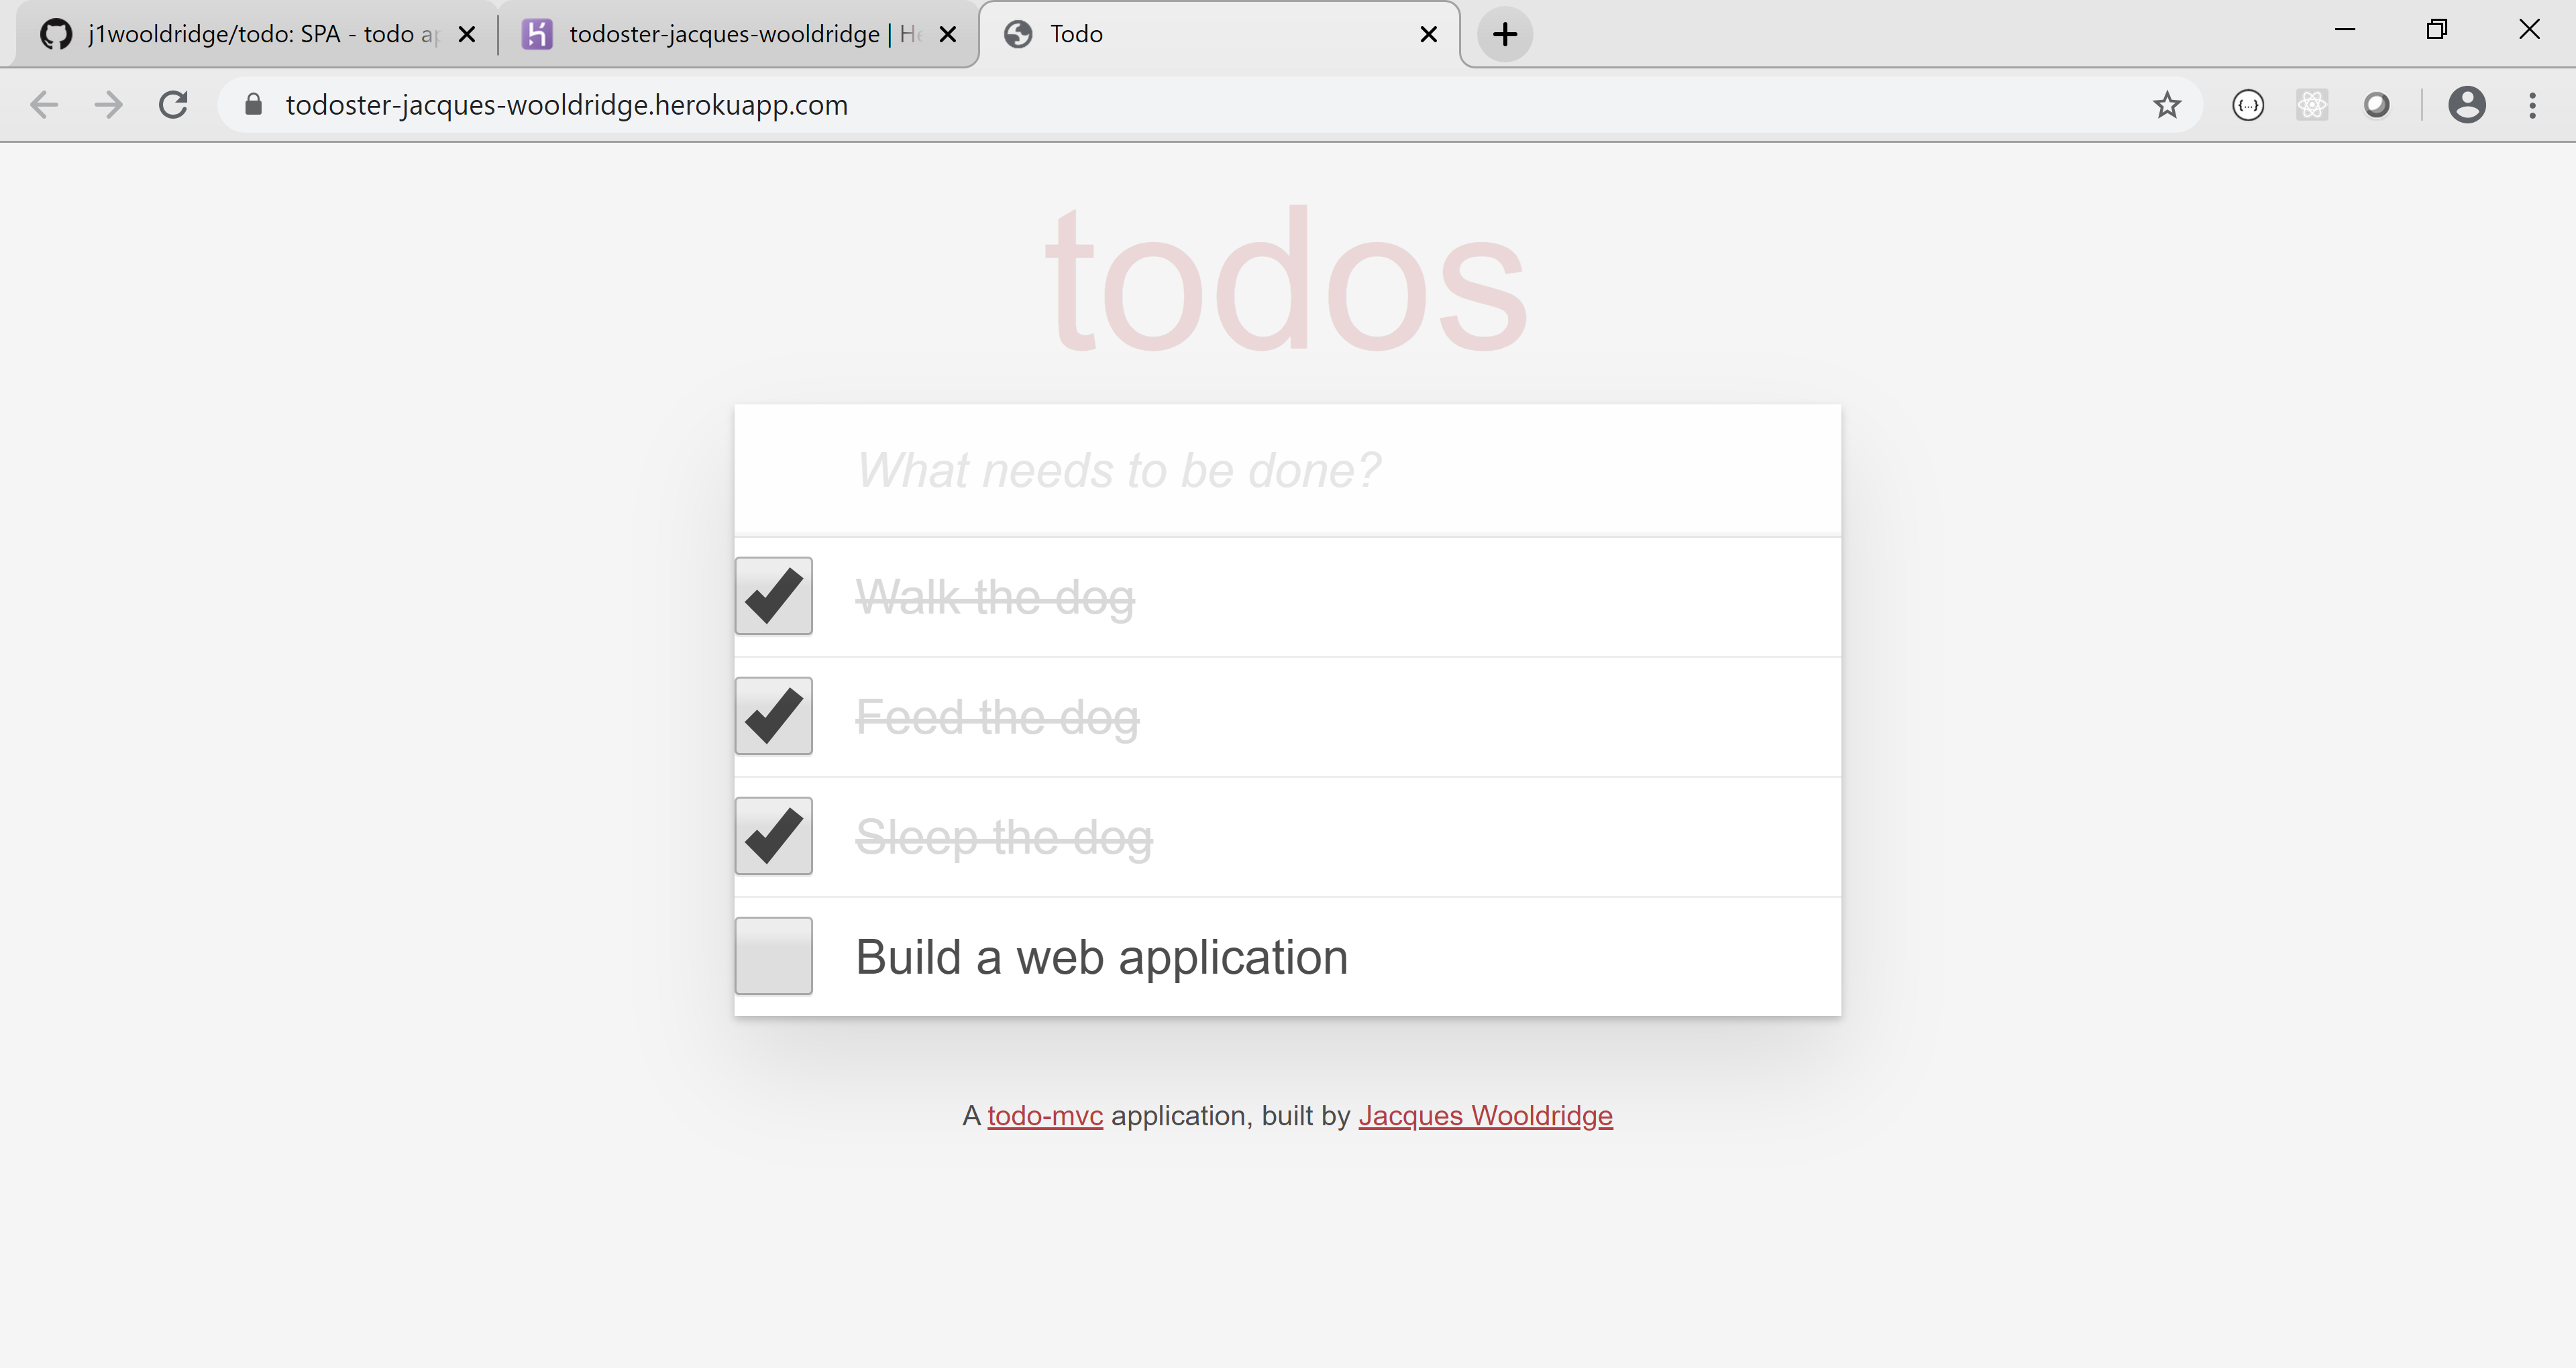 j1wooldridge/todo: SPA - todo
todoster-jacques-wooldridge |
Todo
todoster-jacques-wooldridge.herokuapp.com
{...}
todos
What needs to be done?
Walk the dog
Feed the dog
Sleep the dog
Build a web application
A todo-mvc application, built by Jacques Wooldridge